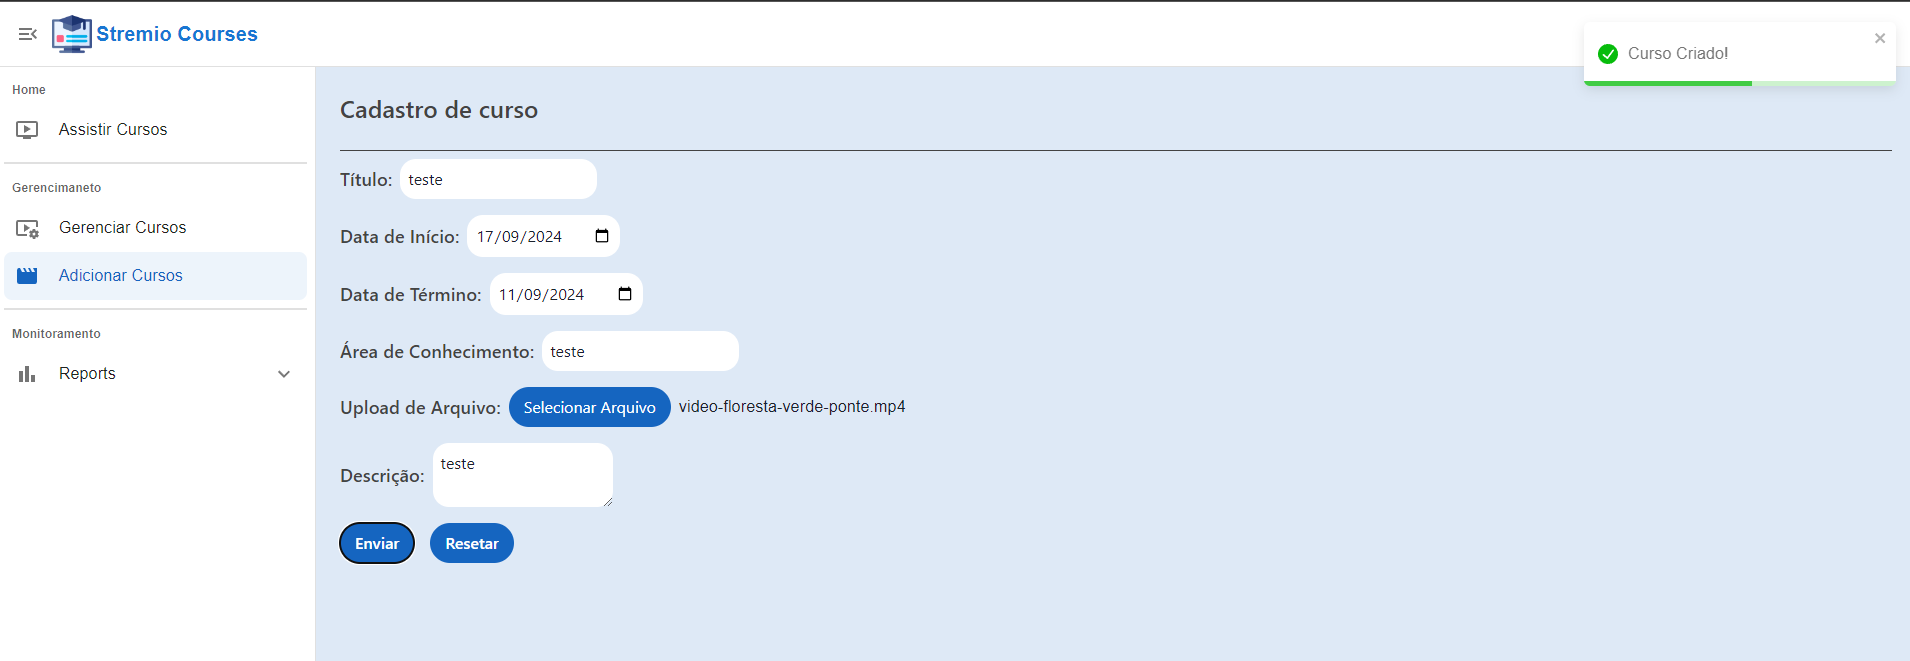 Stremio Courses
Curso Criado!
Home
Assistir Cursos
Gerencimaneto
Gerenciar Cursos
Adicionar Cursos
Monitoramento
Reports
Cadastro de curso
Título: teste
Data de Início: 17/09/2024
Data de Término: 11/09/2024
Área de Conhecimento: teste
Upload de Arquivo: Selecionar Arquivo video-floresta-verde-ponte.mp4
Descrição: teste
Enviar Resetar